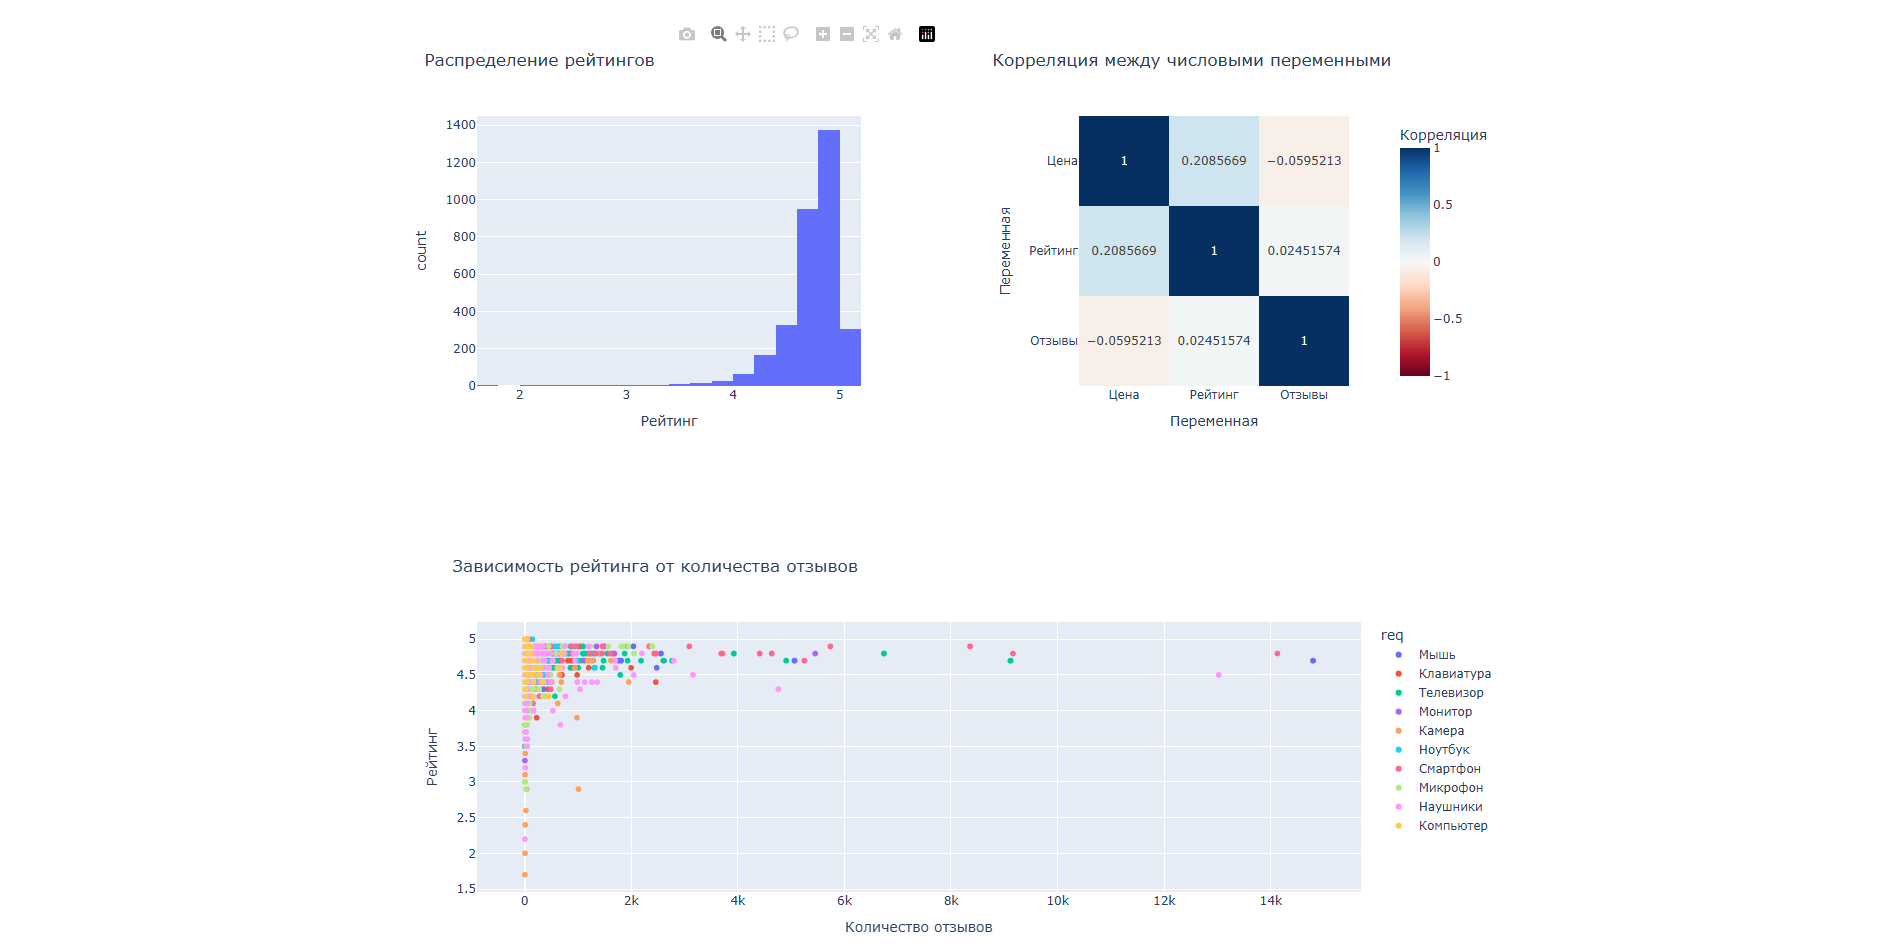 Распределение рейтингов
1400
1200
1000
800
600
400
200
0
count
2
3
4
5
Рейтинг
Корреляция между числовыми переменными
Переменная
Цена
1
0.2085669
−0.0595213
Рейтинг
0.2085669
1
0.02451574
Отзывы
−0.0595213
0.02451574
1
Цена
Рейтинг
Отзывы
Переменная
Корреляция
1
0.5
0
−0.5
−1
Зависимость рейтинга от количества отзывов
5
4.5
4
3.5
3
2.5
2
1.5
Рейтинг
0
2k
4k
6k
8k
10k
12k
14k
Количество отзывов
req
Мышь
Клавиатура
Телевизор
Монитор
Камера
Ноутбук
Смартфон
Микрофон
Наушники
Компьютер